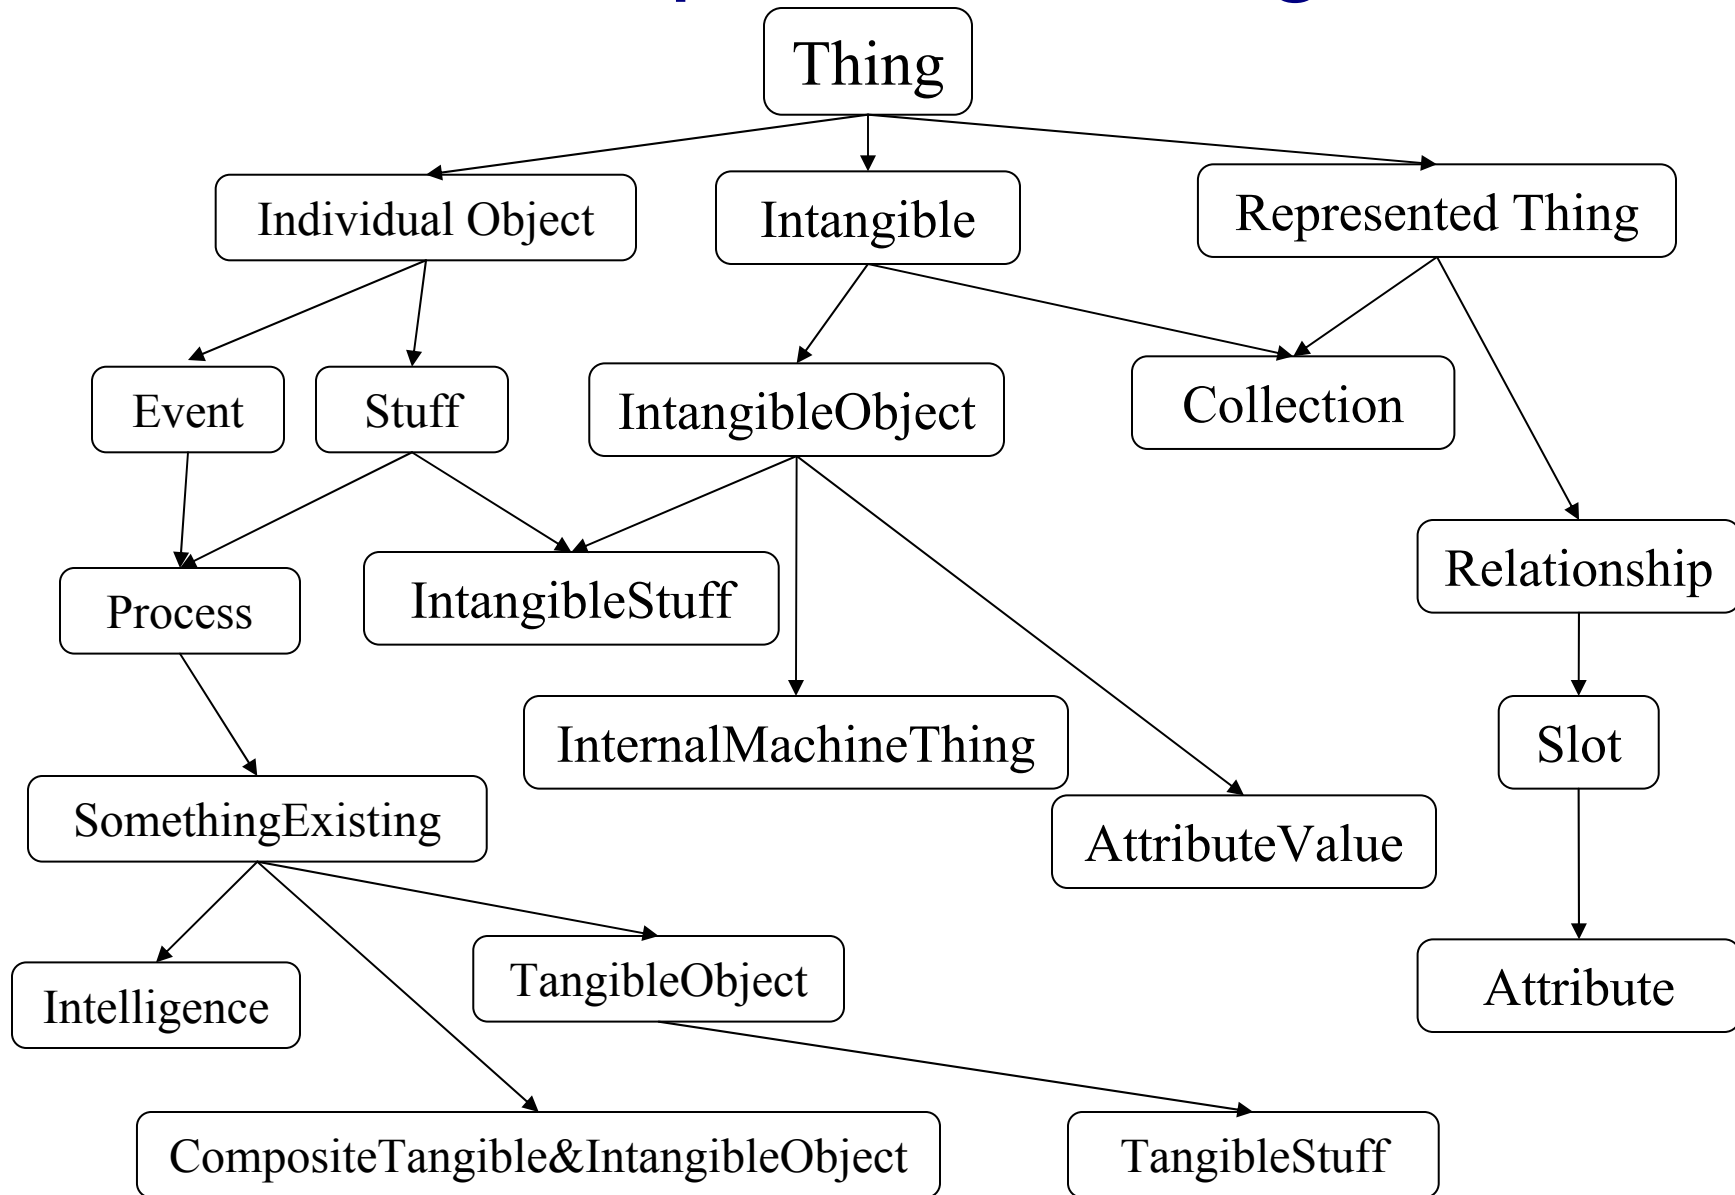 Thing
Individual Object
Intangible
Represented Thing
Event
Stuff
IntangibleObject
Collection
Process
IntangibleStuff
Relationship
InternalMachineThing
Slot
SomethingExisting
AttributeValue
Intelligence
TangibleObject
Attribute
CompositeTangible&IntangibleObject
TangibleStuff